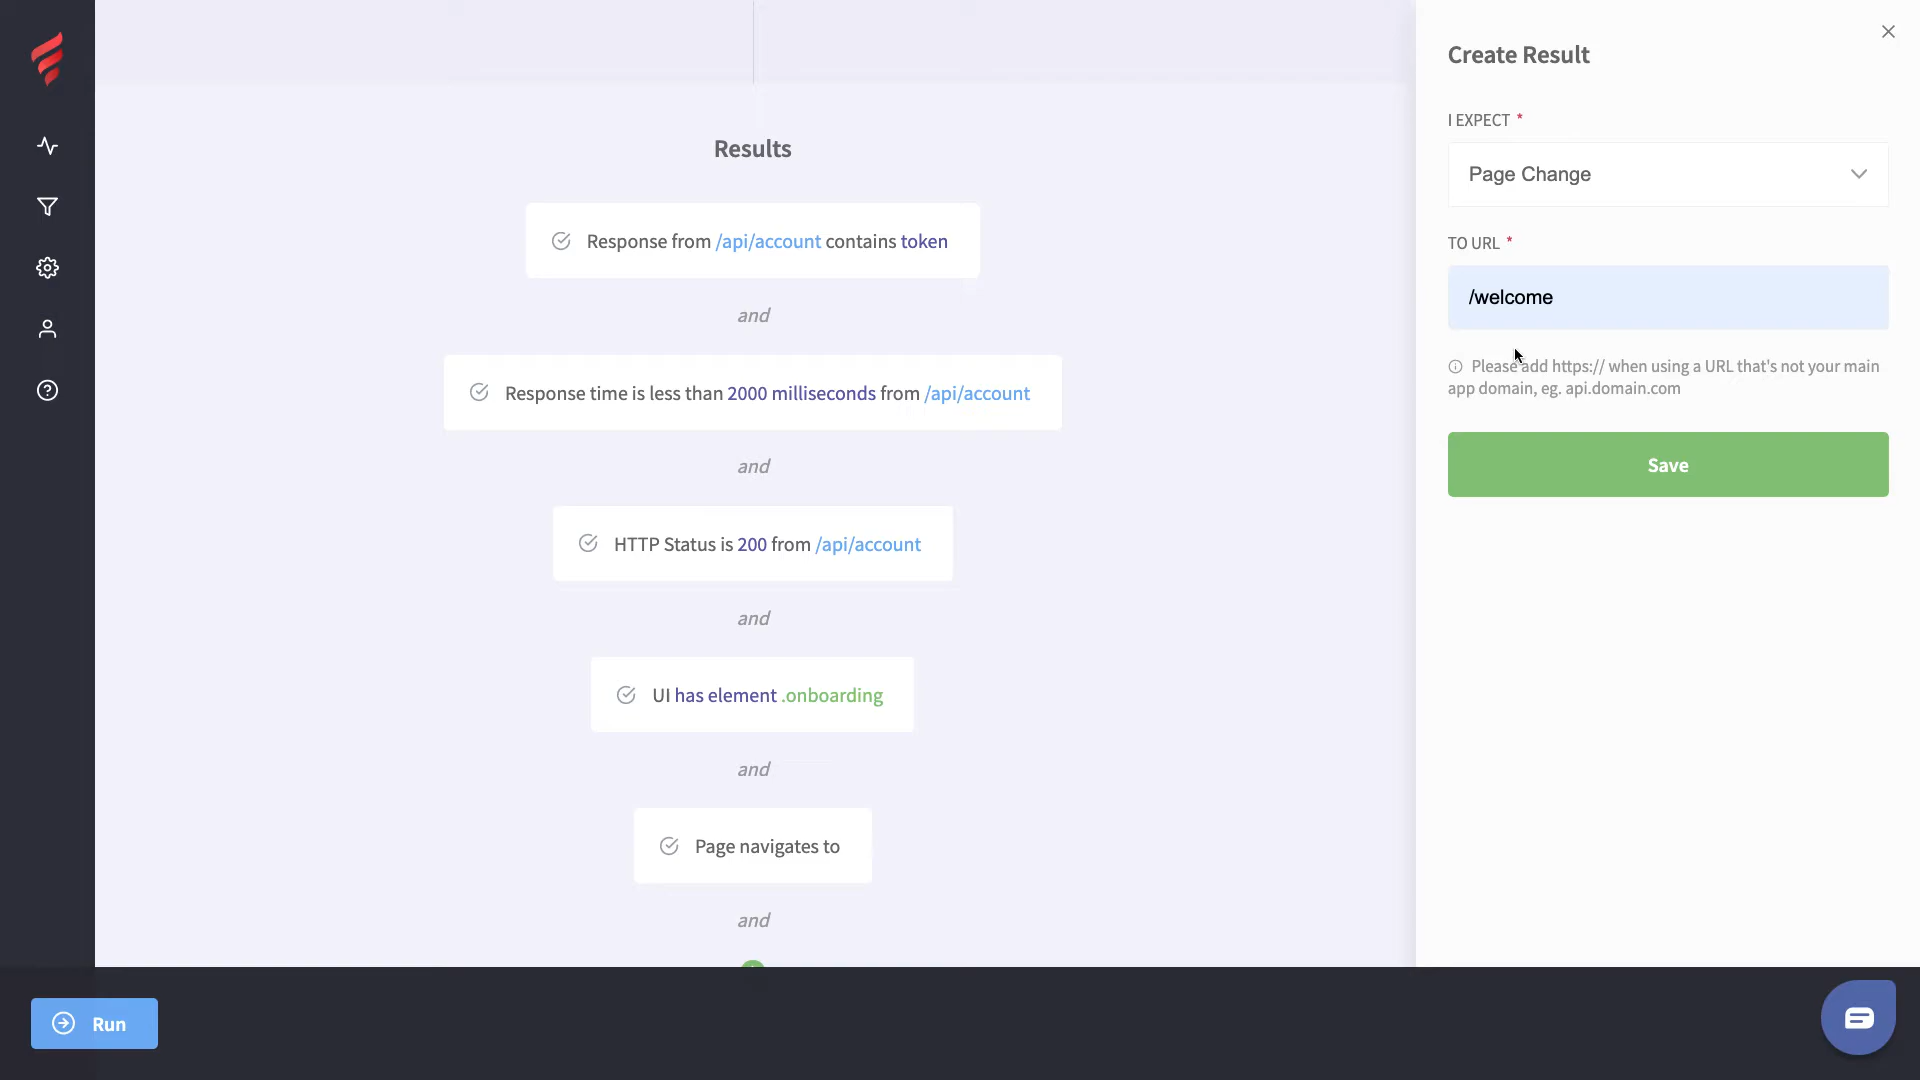 Results
Response from /api/account contains token
and
Response time is less than 2000 milliseconds from /api/account
and
HTTP Status is 200 from /api/account
and
UI has element .onboarding
and
Page navigates to
and
Create Result
I EXPECT *
Page Change
TO URL *
/welcome
Please add https:// when using a URL that's not your main
app domain, eg. api.domain.com
Save
Run